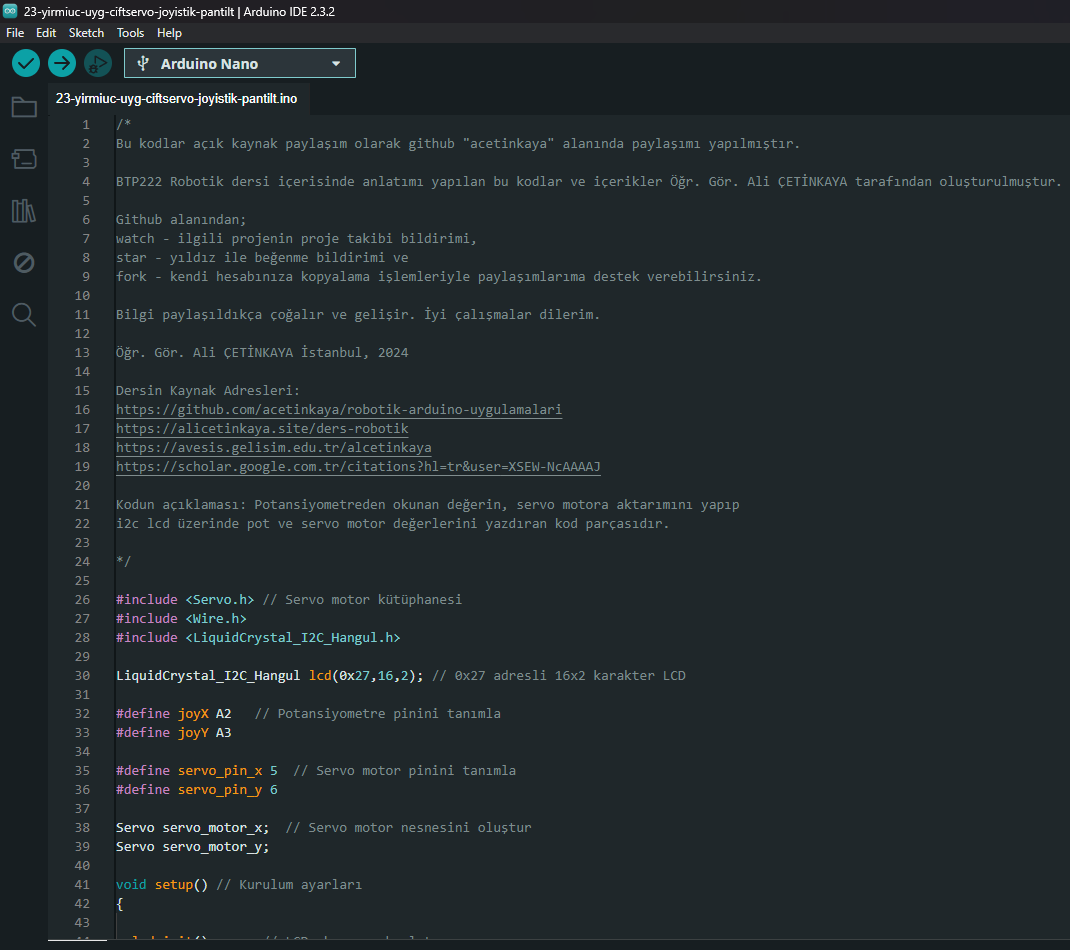 23-yirmiuc-uyg-ciftservo-joyistik-pantilt | Arduino IDE 2.3.2
File Edit Sketch Tools Help
Arduino Nano
23-yirmiuc-uyg-ciftservo-joyistik-pantilt.ino
1 /*
2 Bu kodlar açık kaynak paylaşım olarak github "acetinkaya" alanında paylaşımı yapılmıştır.
3
4 BTP222 Robotik dersi içerisinde anlatımı yapılan bu kodlar ve içerikler Öğr. Gör. Ali ÇETİNKAYA tarafından oluşturulmuştur.
5
6 Github alanından;
7 watch - ilgili projenin proje takibi bildirimi,
8 star - yıldız ile beğenme bildirimi ve
9 fork - kendi hesabınıza kopyalama işlemleriyle paylaşımlarıma destek verebilirsiniz.
10
11 Bilgi paylaşıldıkça çoğalır ve gelişir. İyi çalışmalar dilerim.
12
13 Öğr. Gör. Ali ÇETİNKAYA İstanbul, 2024
14
15 Dersin Kaynak Adresleri:
16 https://github.com/acetinkaya/robotik-arduino-uygulamalari
17 https://alicetinkaya.site/ders-robotik
18 https://avesis.gelisim.edu.tr/alcetinkaya
19 https://scholar.google.com.tr/citations?hl=tr&user=XSEW-NcAAAAJ
20
21 Kodun açıklaması: Potansiyometreden okunan değerin, servo motora aktarımını yapıp
22 i2c lcd üzerinde pot ve servo motor değerlerini yazdıran kod parçasıdır.
23
24 */
25
26 #include <Servo.h> // Servo motor kütüphanesi
27 #include <Wire.h>
28 #include <LiquidCrystal_I2C_Hangul.h>
29
30 LiquidCrystal_I2C_Hangul lcd(0x27,16,2); // 0x27 adresli 16x2 karakter LCD
31
32 #define joyX A2 // Potansiyometre pinini tanımla
33 #define joyY A3
34
35 #define servo_pin_x 5 // Servo motor pinini tanımla
36 #define servo_pin_y 6
37
38 Servo servo_motor_x; // Servo motor nesnesini oluştur
39 Servo servo_motor_y;
40
41 void setup() // Kurulum ayarları
42 {
43